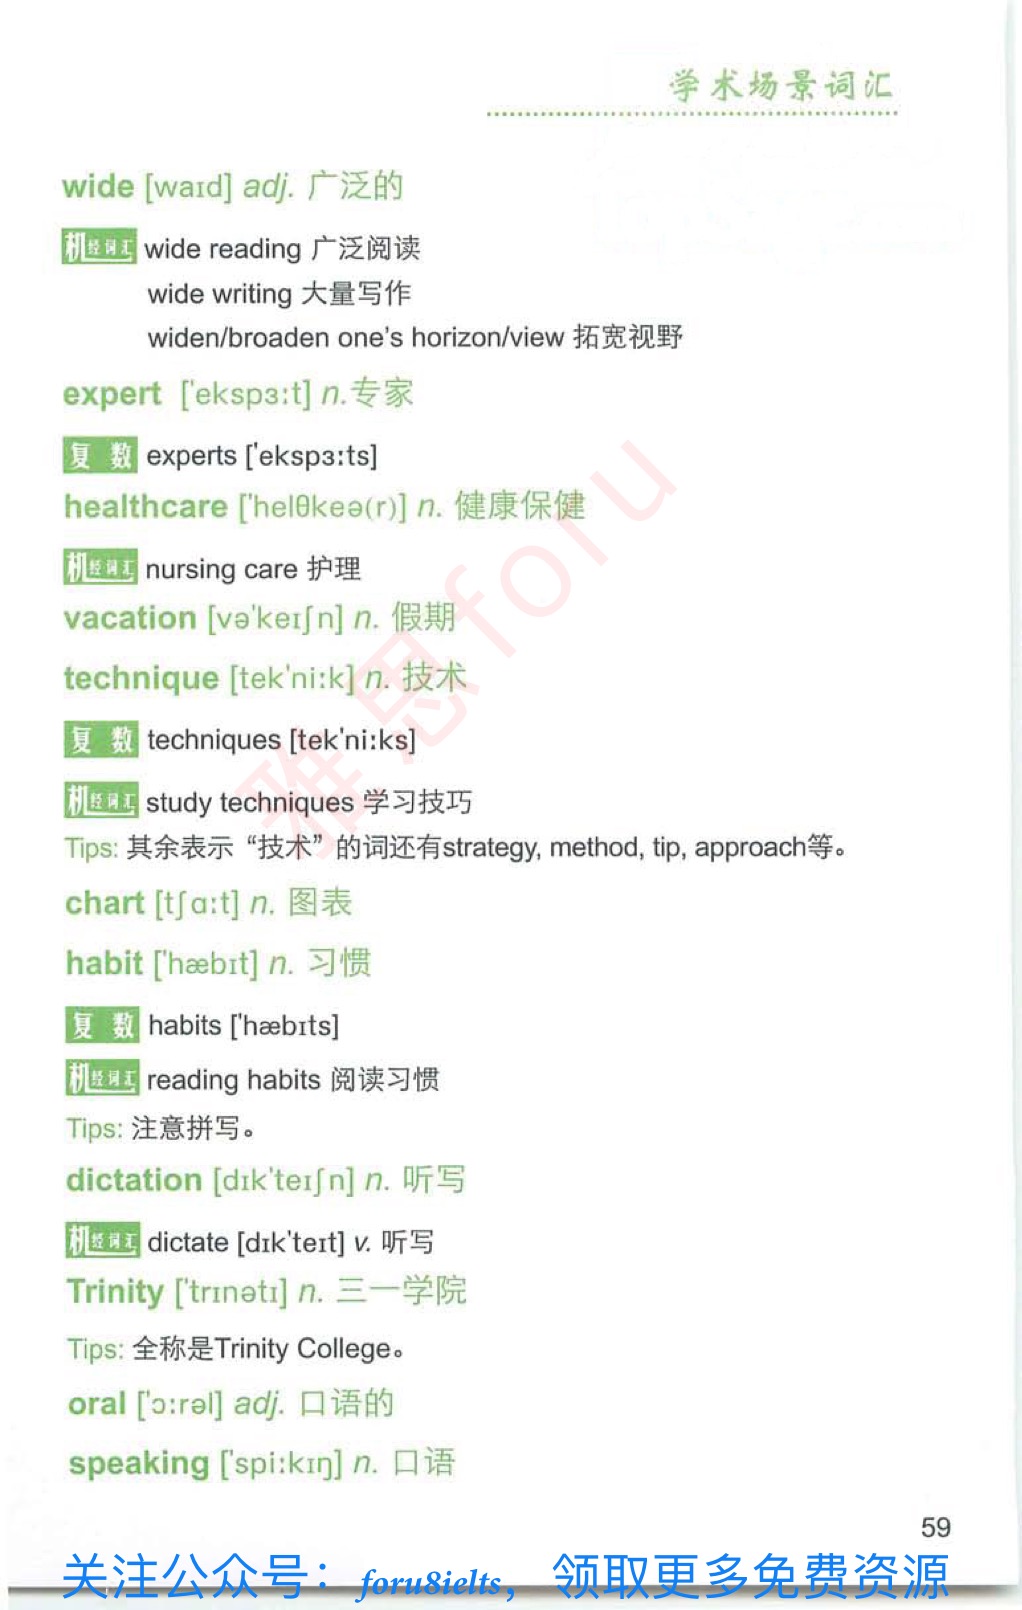 学术场景词汇
wide [waɪd] adj. 广泛的
机经词汇 wide reading 广泛阅读
wide writing 大量写作
widen/broaden one's horizon/view 拓宽视野
expert ['ekspɜːt] n.专家
复数 experts ['ekspɜːts]
healthcare ['helθkeə(r)] n. 健康保健
机经词汇 nursing care 护理
vacation [və'keɪʃn] n. 假期
technique [tek'niːk] n. 技术
复数 techniques [tek'niːks]
机经词汇 study techniques 学习技巧
Tips: 其余表示“技术”的词还有strategy, method, tip, approach等。
chart [tʃɑːt] n. 图表
habit ['hæbɪt] n. 习惯
复数 habits ['hæbɪts]
机经词汇 reading habits 阅读习惯
Tips: 注意拼写。
dictation [dɪk'teɪʃn] n. 听写
机经词汇 dictate [dɪk'teɪt] v. 听写
Trinity ['trɪnətɪ] n. 三一学院
Tips: 全称是Trinity College。
oral ['ɔːrəl] adj. 口语的
speaking ['spiːkɪŋ] n. 口语
59
关注公众号：foru8ielts，领取更多免费资源
雅思foru